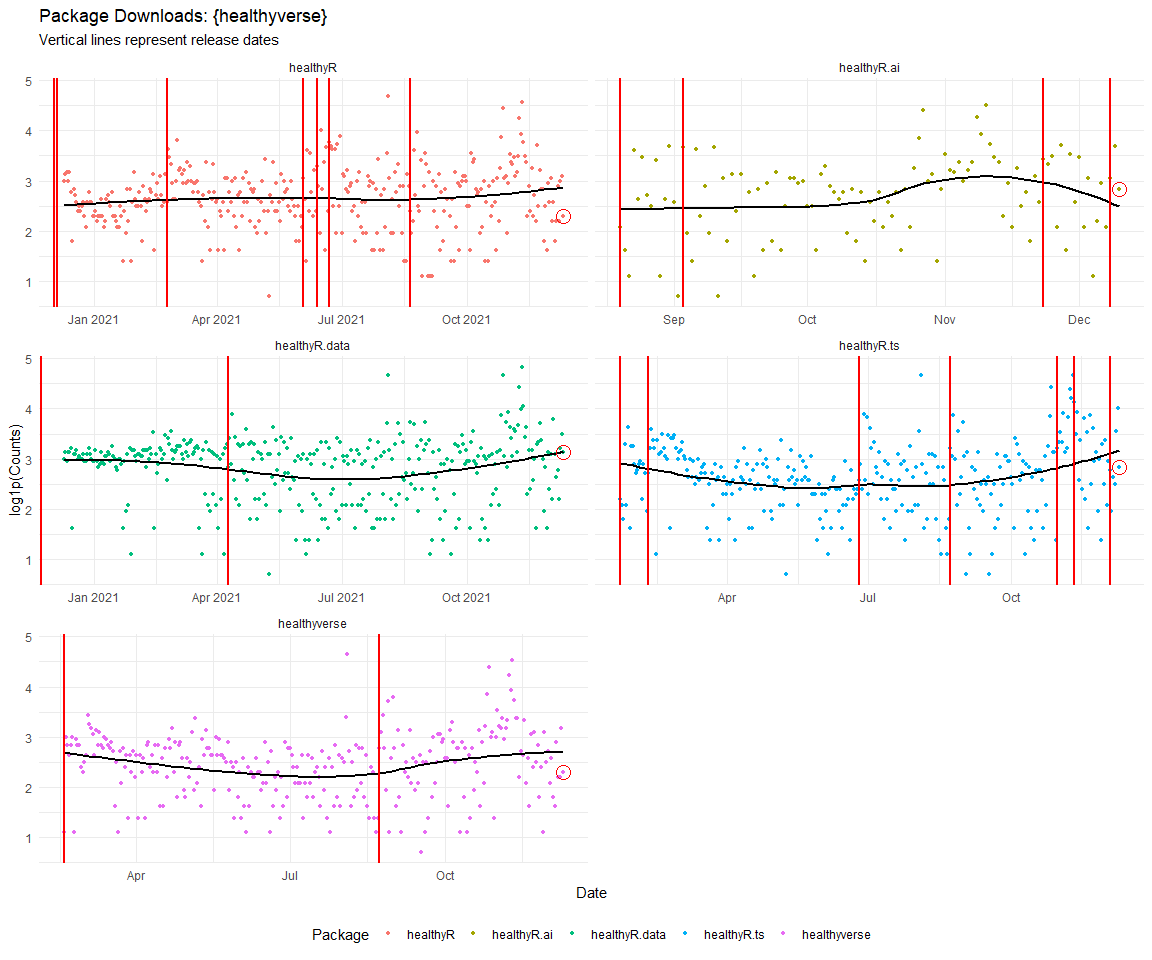 Package Downloads: {healthyverse}
Vertical lines represent release dates
healthyR
healthyR.ai
5
4
3
2
1
Jan 2021 Apr 2021 Jul 2021 Oct 2021
Sep Oct Nov Dec
healthyR.data
healthyR.ts
log1p(Counts)
5
4
3
2
1
Jan 2021 Apr 2021 Jul 2021 Oct 2021
Apr Jul Oct
healthyverse
5
4
3
2
1
Apr Jul Oct
Date
Package healthyR healthyR.ai healthyR.data healthyR.ts healthyverse